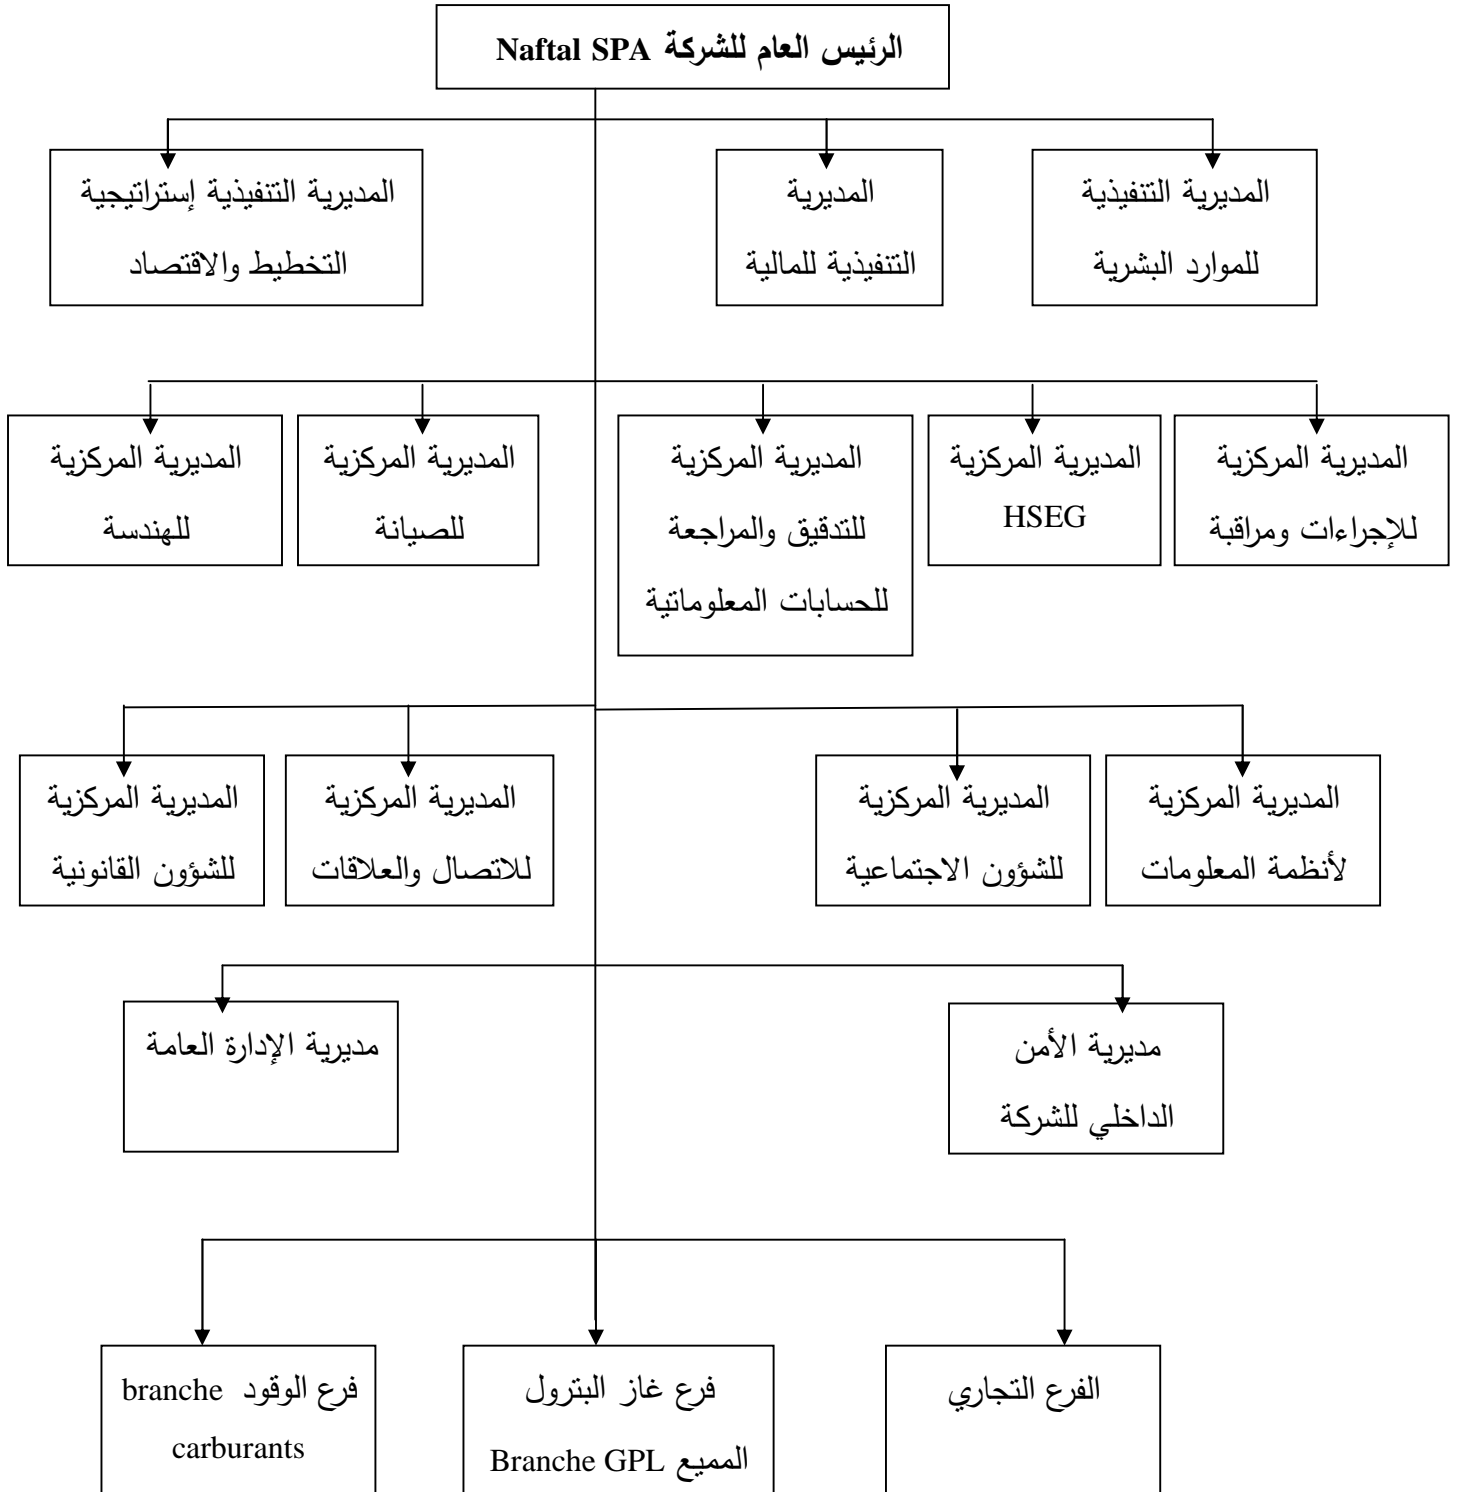 الرئيس العام للشركة Naftal SPA
المديرية التنفيذية
للموارد البشرية
المديرية
التنفيذية للمالية
المديرية التنفيذية إستراتيجية
التخطيط والاقتصاد
المديرية المركزية
للإجراءات ومراقبة
المديرية المركزية
HSEG
المديرية المركزية
للتدقيق والمراجعة
للحسابات المعلوماتية
المديرية المركزية
للصيانة
المديرية المركزية
للهندسة
المديرية المركزية
لأنظمة المعلومات
المديرية المركزية
للشؤون الاجتماعية
المديرية المركزية
للاتصال والعلاقات
المديرية المركزية
للشؤون القانونية
مديرية الأمن
الداخلي للشركة
مديرية الإدارة العامة
الفرع التجاري
فرع غاز البترول
المميع Branche GPL
فرع الوقود branche
carburants